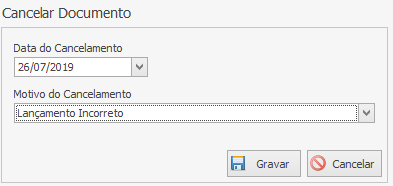 Cancelar Documento
Data do Cancelamento
26/07/2019
Motivo do Cancelamento
Lançamento Incorreto
Gravar Cancelar